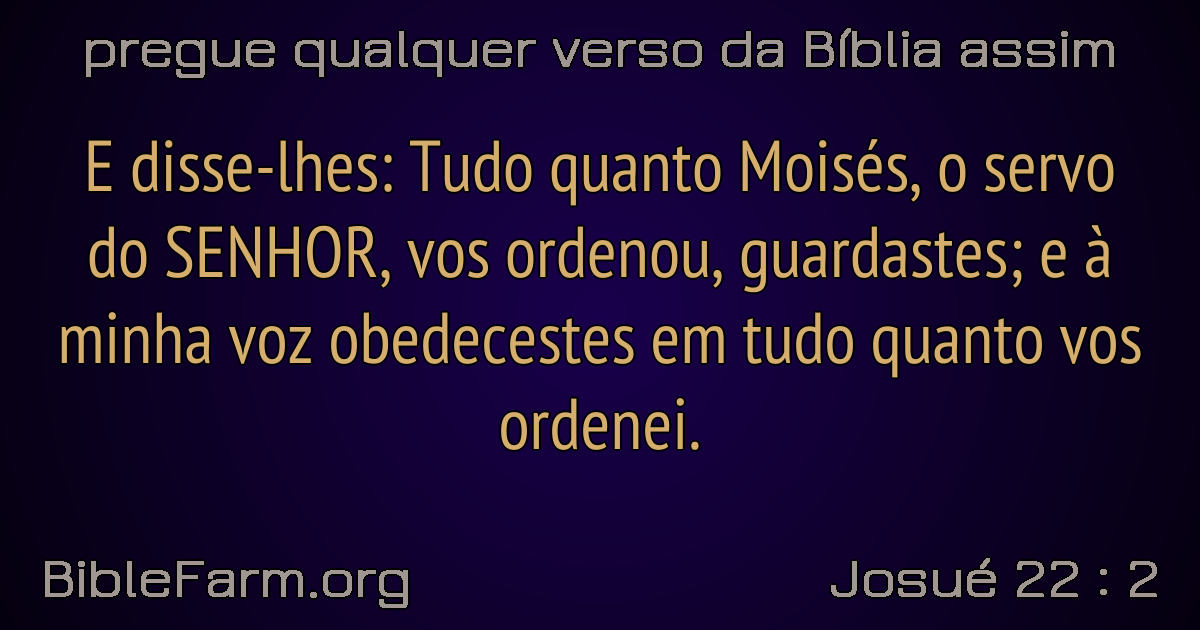 pregue qualquer verso da Bíblia assim
E disse-lhes: Tudo quanto Moisés, o servo
do SENHOR, vos ordenou, guardastes; e à
minha voz obedecestes em tudo quanto vos
ordenei.
BibleFarm.org
Josué 22 : 2